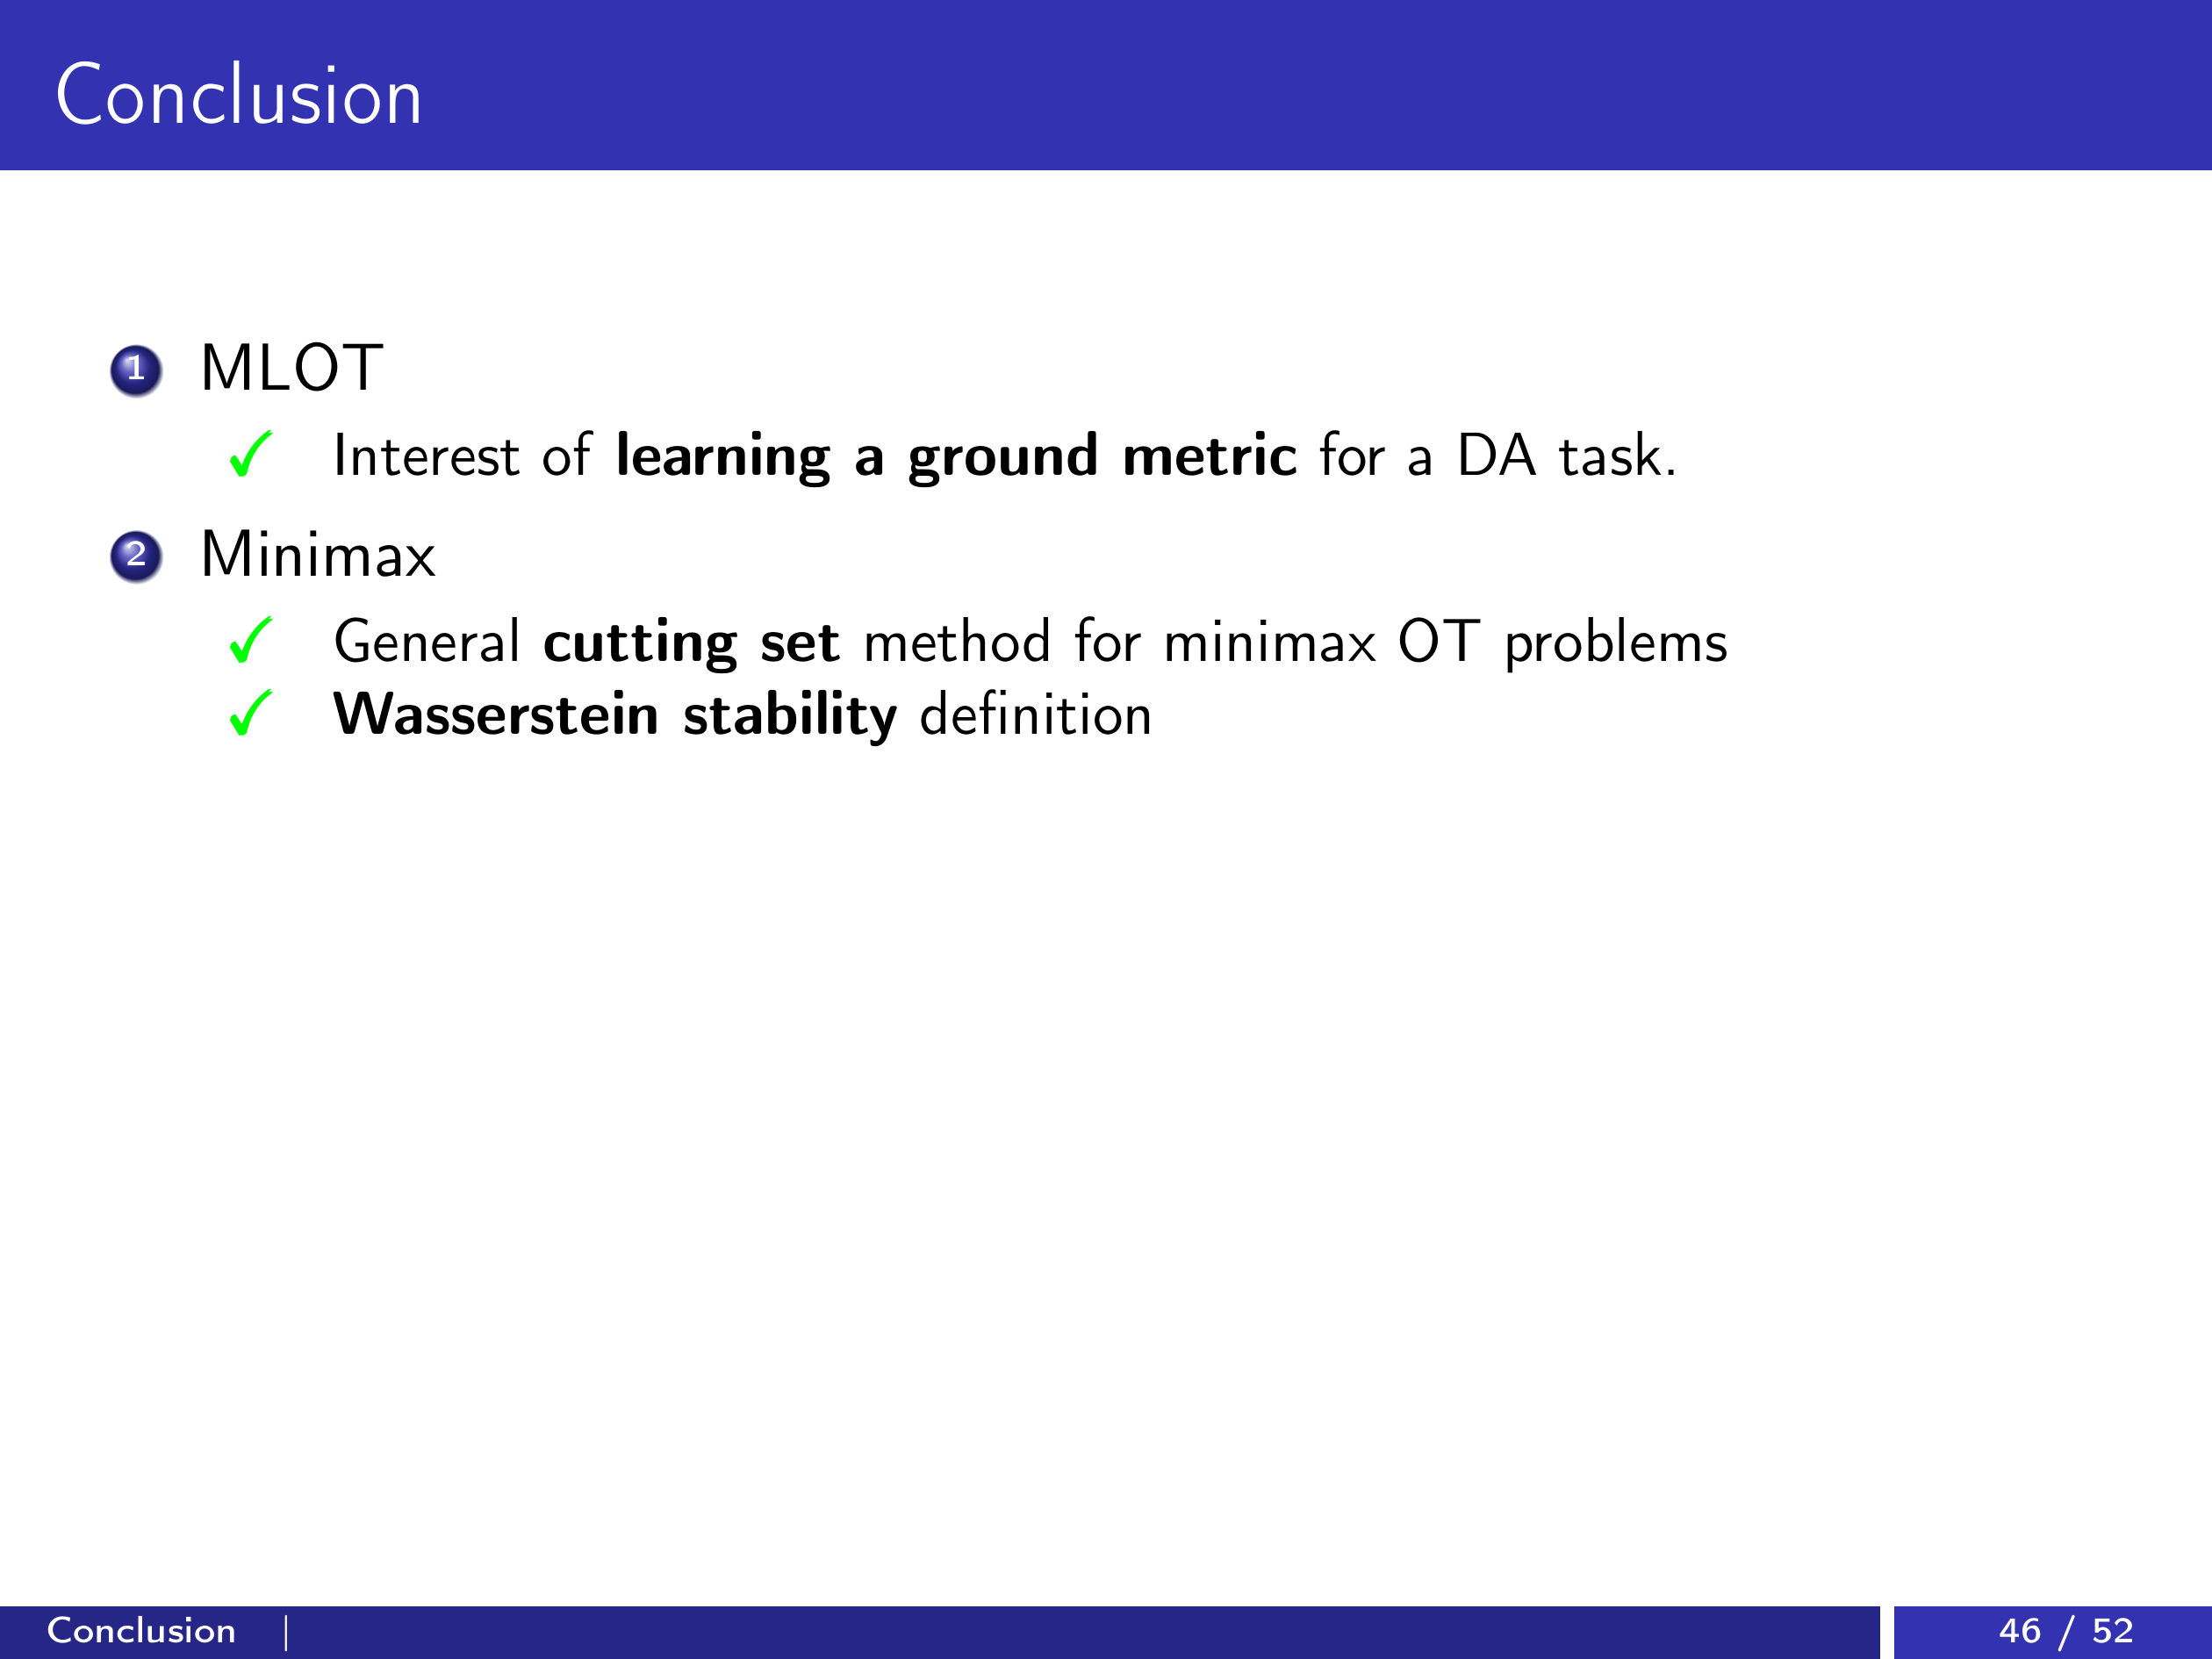 Conclusion
1 MLOT
✓ Interest of learning a ground metric for a DA task.
2 Minimax
✓ General cutting set method for minimax OT problems
✓ Wasserstein stability definition
Conclusion |
46 / 52